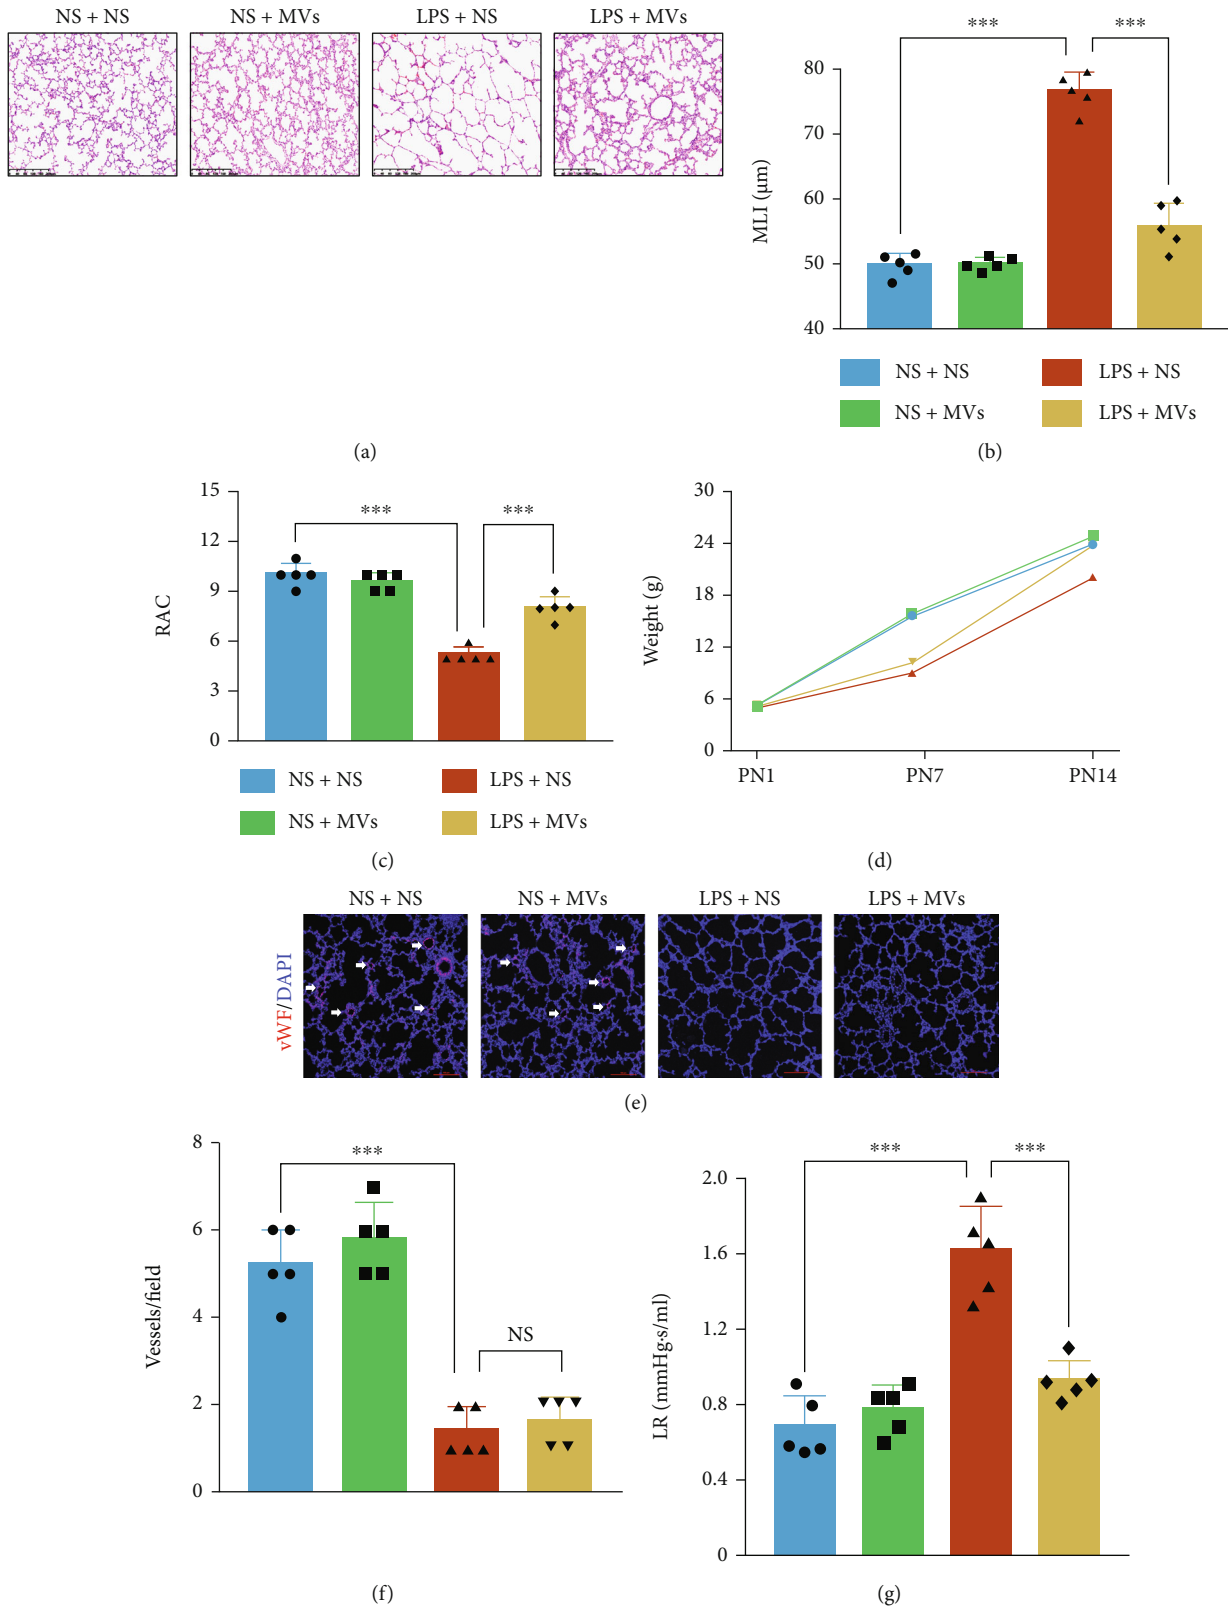 NS + NS NS + MVs LPS + NS LPS + MVs
(a)
*** ***
MLI (μm)
80
70
60
50
40
NS + NS LPS + NS
NS + MVs LPS + MVs
(b)
*** ***
RAC
15
12
9
6
3
0
NS + NS LPS + NS
NS + MVs LPS + MVs
(c)
Weight (g)
30
24
18
12
6
0
PN1 PN7 PN14
(d)
NS + NS NS + MVs LPS + NS LPS + MVs
vWF/DAPI
(e)
***
NS
Vessels/field
8
6
4
2
0
(f)
*** ***
LR (mmHg·s/ml)
2.0
1.6
1.2
0.8
0.4
0
(g)